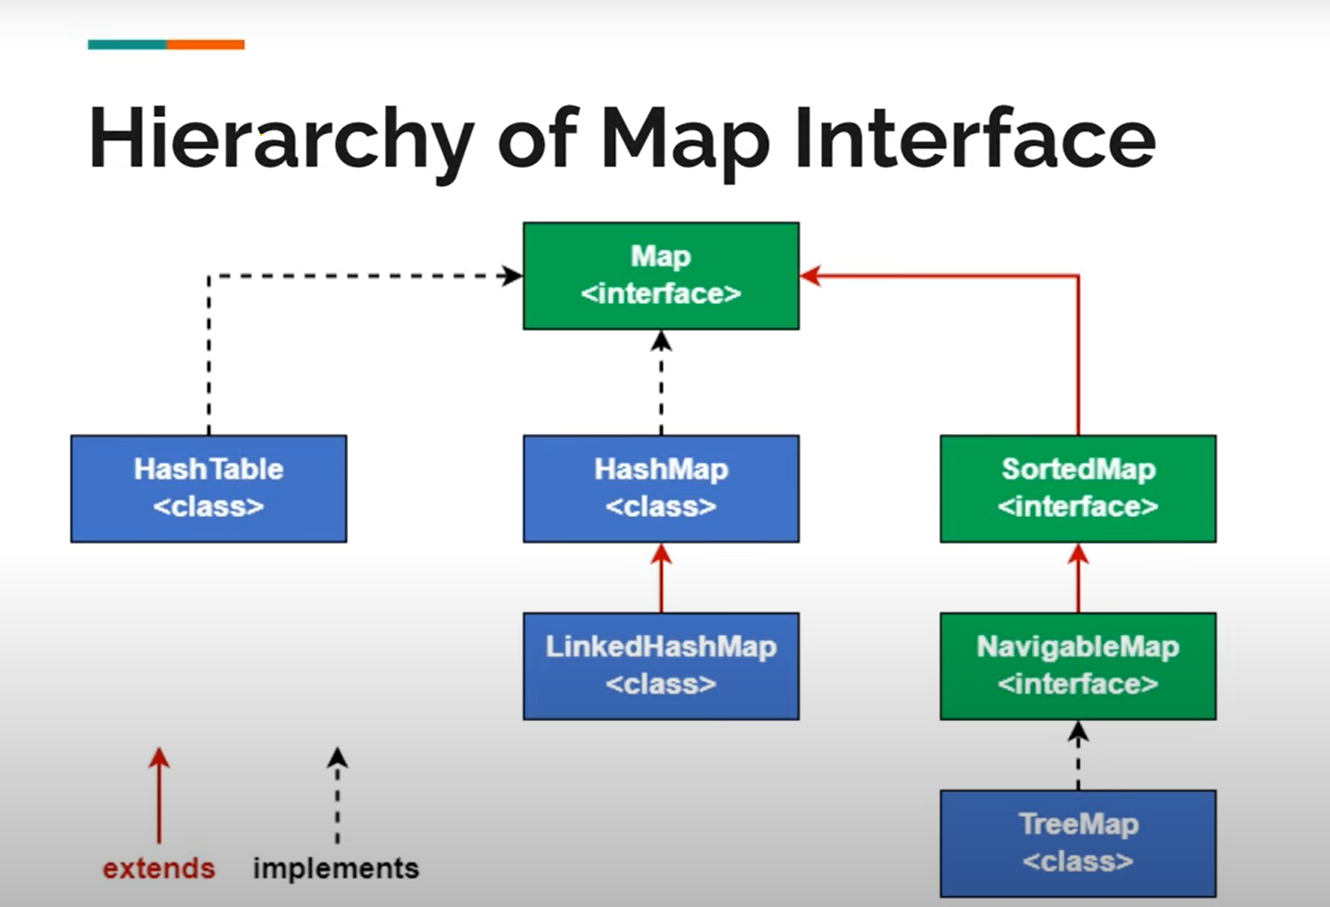 Hierarchy of Map Interface
Map
<interface>
HashTable
<class>
HashMap
<class>
SortedMap
<interface>
LinkedHashMap
<class>
NavigableMap
<interface>
TreeMap
<class>
extends
implements